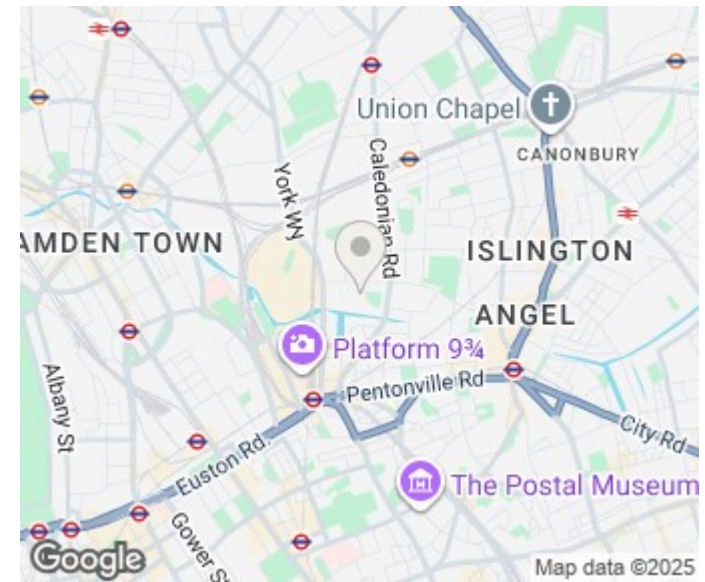 Union Chapel
CANONBURY
York Wy
Caledonian Rd
AMDEN TOWN
ISLINGTON
ANGEL
Platform 9¾
Albany St
Pentonville Rd
City Rd
Euston Rd
The Postal Museum
Gower St
Google
Map data ©2025